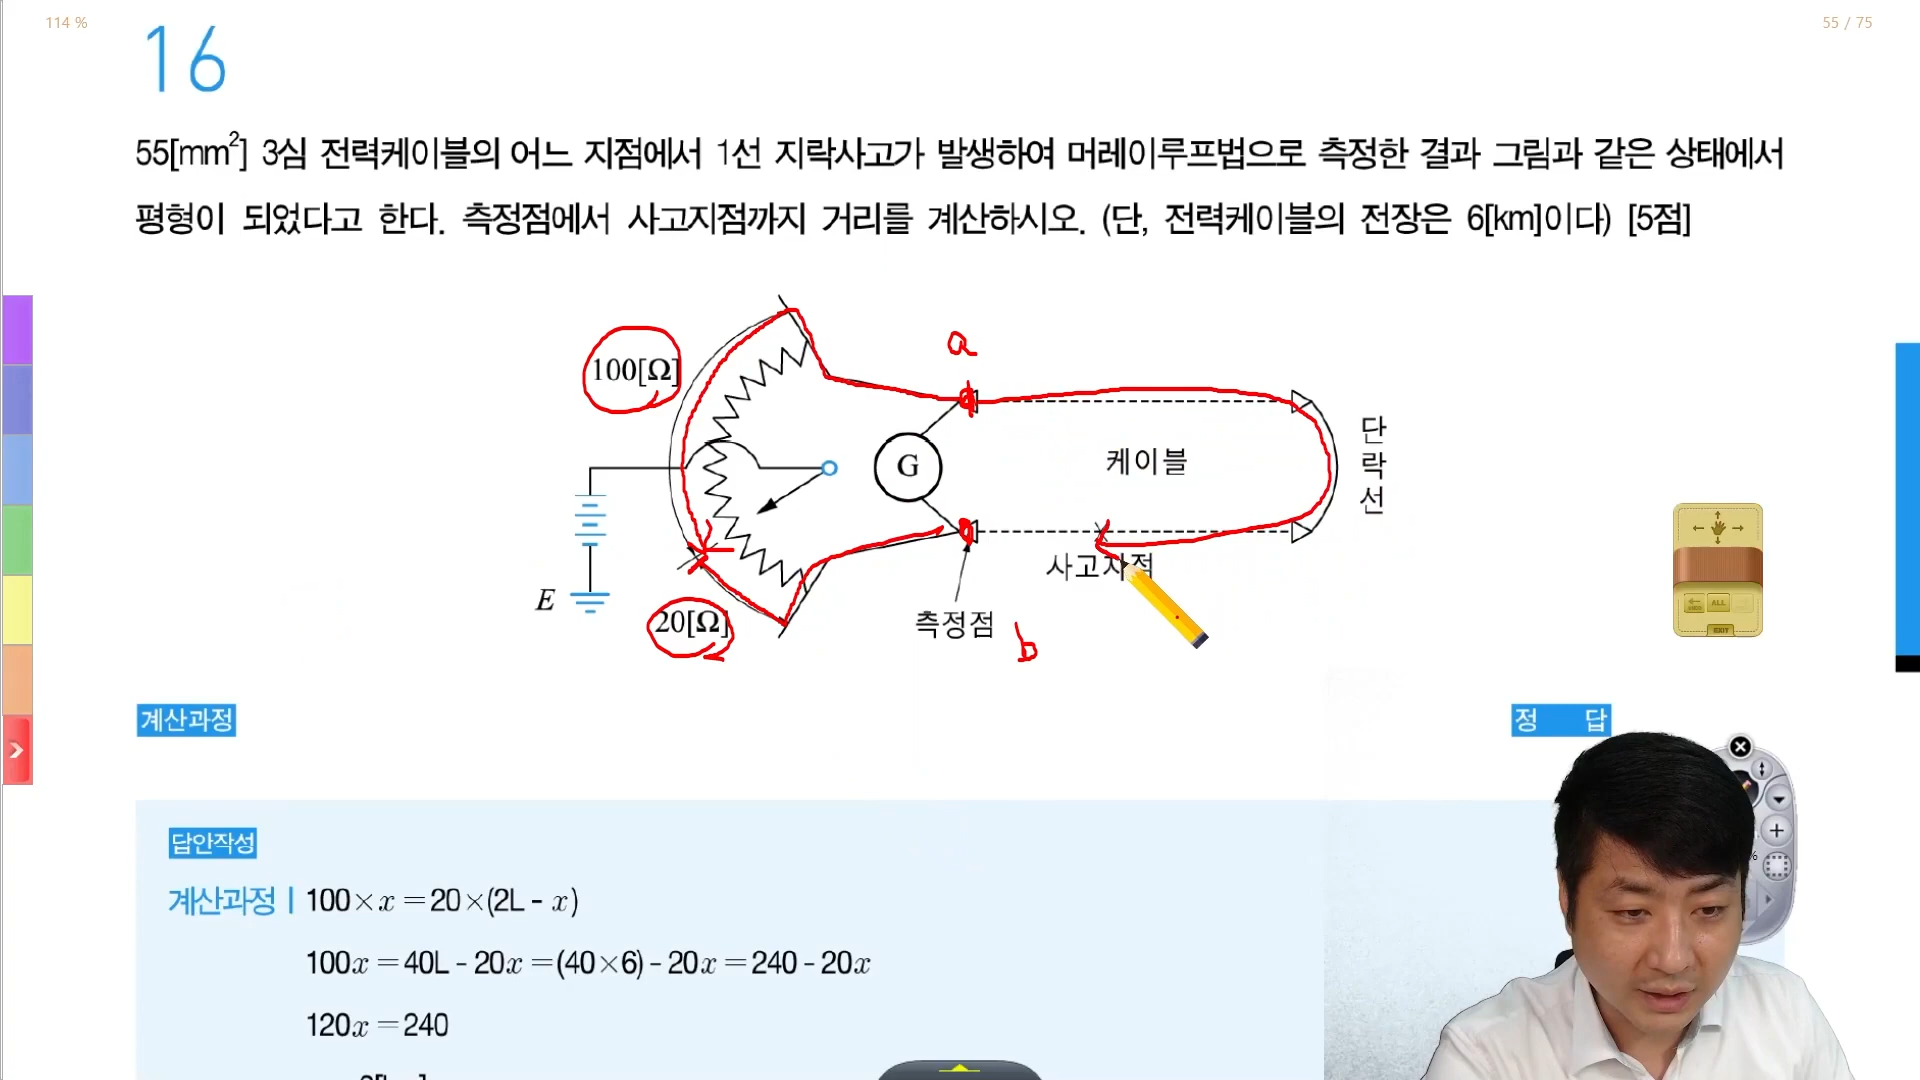 114 %
55 / 75
16
55[mm²] 3심 전력케이블의 어느 지점에서 1선 지락사고가 발생하여 머레이루프법으로 측정한 결과 그림과 같은 상태에서
평형이 되었다고 한다. 측정점에서 사고지점까지 거리를 계산하시오. (단, 전력케이블의 전장은 6[km]이다) [5점]
a
100[Ω]
G
케이블
단락선
사고지점
E
20[Ω]
측정점
b
ALL
EXIT
계산과정
정 답
답안작성
계산과정 | 100×x=20×(2L - x)
100x=40L - 20x=(40×6) - 20x=240 - 20x
120x=240